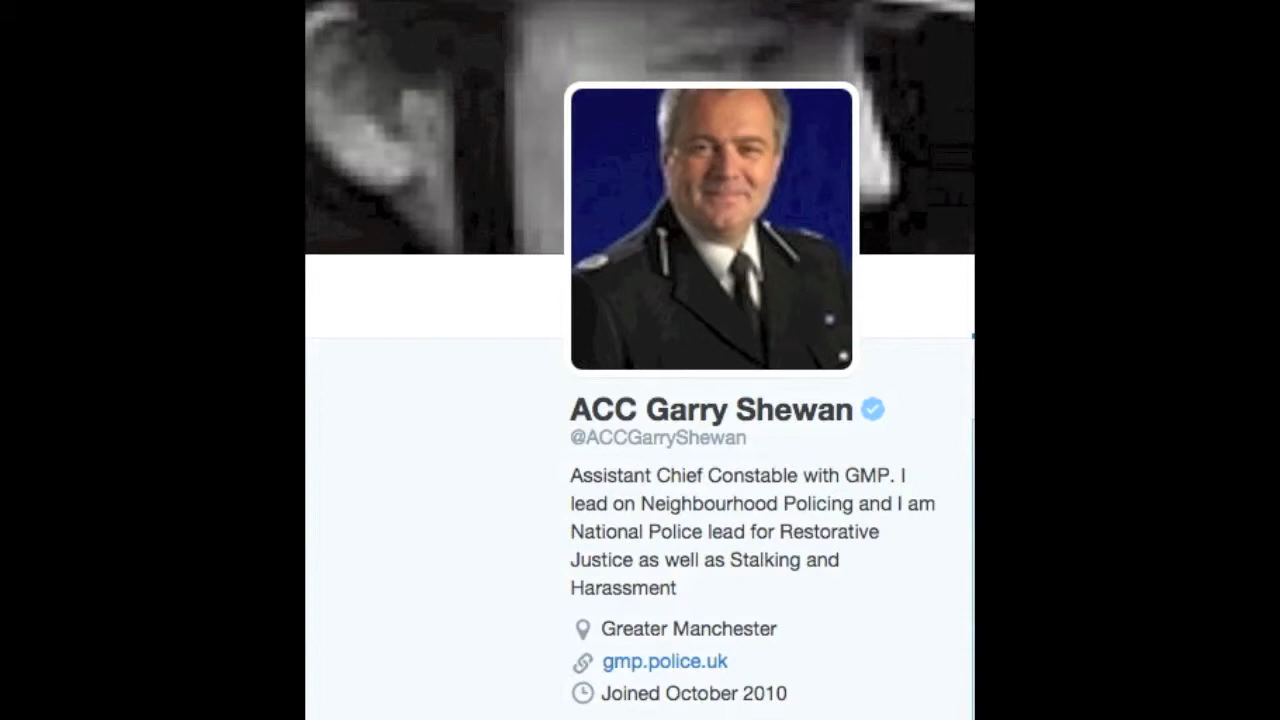 ACC Garry Shewan
@ACCGarryShewan
Assistant Chief Constable with GMP. I
lead on Neighbourhood Policing and I am
National Police lead for Restorative
Justice as well as Stalking and
Harassment
Greater Manchester
gmp.police.uk
Joined October 2010